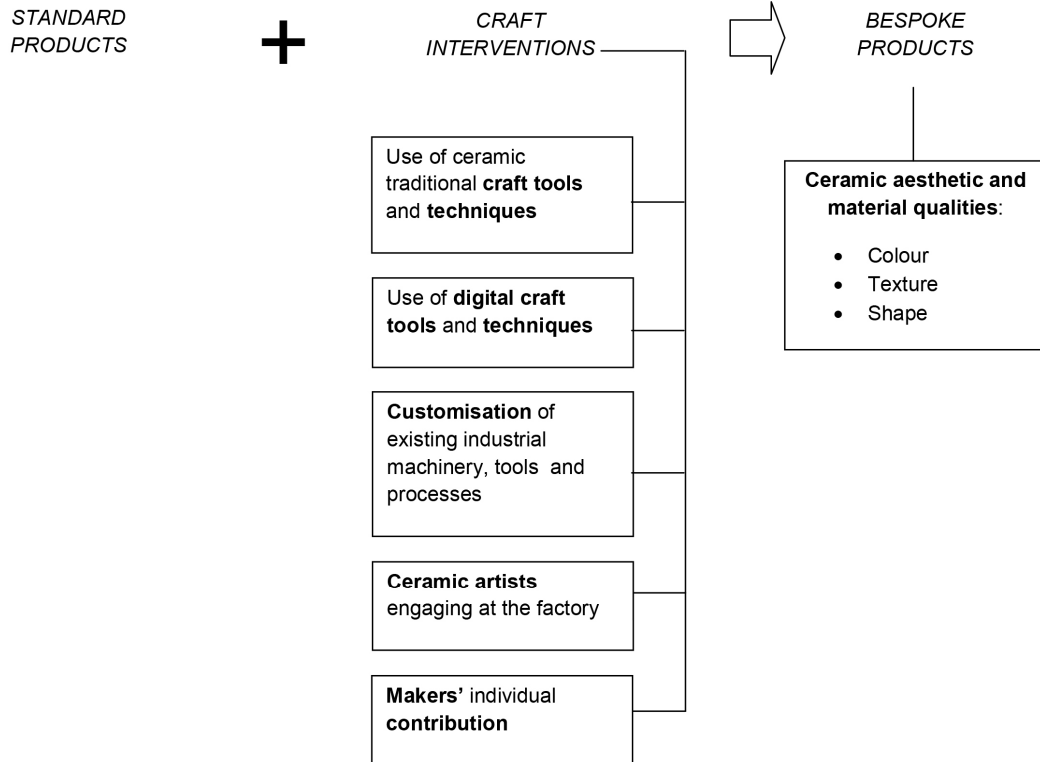 STANDARD
PRODUCTS
+
CRAFT
INTERVENTIONS
BESPOKE
PRODUCTS
Use of ceramic
traditional craft tools
and techniques
Use of digital craft
tools and techniques
Customisation of
existing industrial
machinery, tools and
processes
Ceramic artists
engaging at the factory
Makers’ individual
contribution
Ceramic aesthetic and
material qualities:
• Colour
• Texture
• Shape